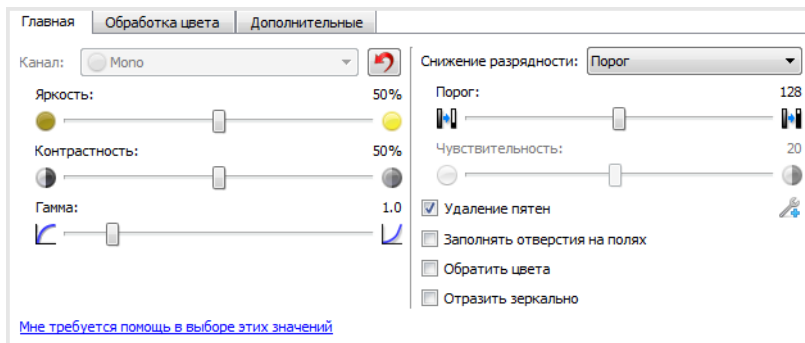 Главная Обработка цвета Дополнительные
Канал: Mono
Яркость: 50%
Контрастность: 50%
Гамма: 1.0
Мне требуется помощь в выборе этих значений
Снижение разрядности: Порог
Порог: 128
Чувствительность: 20
Удаление пятен
Заполнять отверстия на полях
Обратить цвета
Отразить зеркально